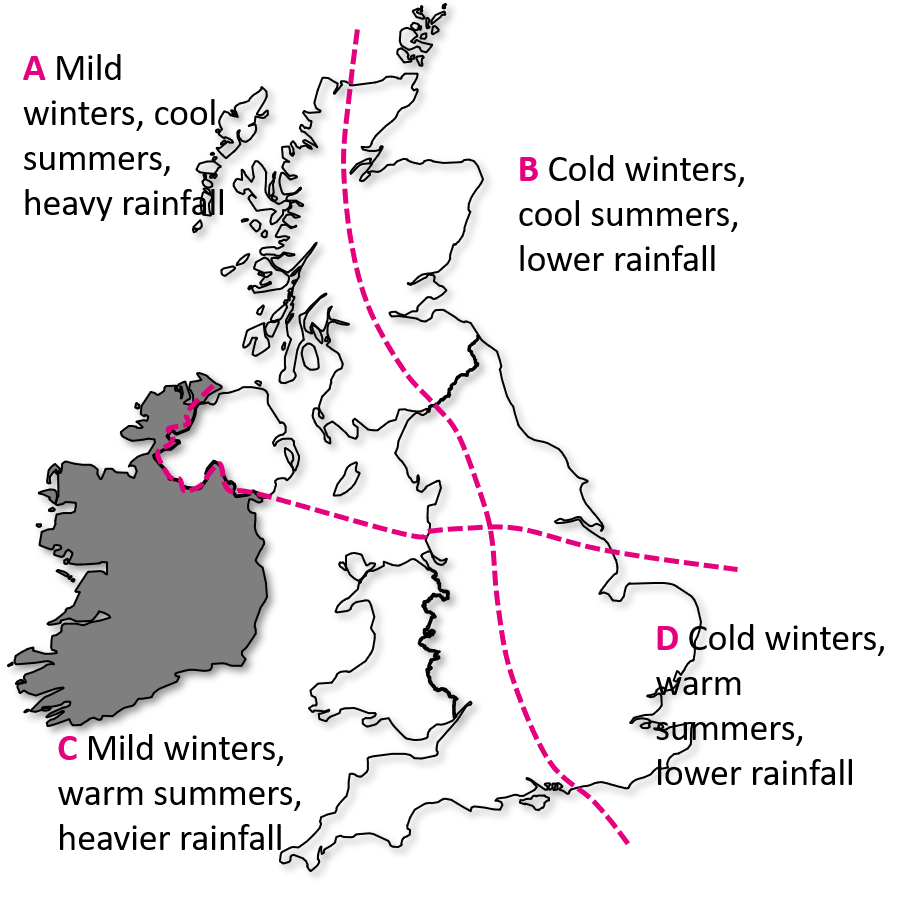 A Mild
winters, cool
summers,
heavy rainfall
B Cold winters,
cool summers,
lower rainfall
D Cold winters,
warm
summers,
lower rainfall
C Mild winters,
warm summers,
heavier rainfall